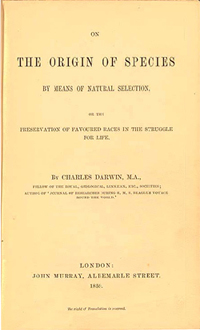 ON
THE ORIGIN OF SPECIES
BY MEANS OF NATURAL SELECTION,
OR THE
PRESERVATION OF FAVOURED RACES IN THE STRUGGLE
FOR LIFE.
BY CHARLES DARWIN, M.A.,
FELLOW OF THE ROYAL, GEOLOGICAL, LINNÆAN, ETC., SOCIETIES;
AUTHOR OF 'JOURNAL OF RESEARCHES DURING H. M. S. BEAGLE'S VOYAGE
ROUND THE WORLD.'
LONDON:
JOHN MURRAY, ALBEMARLE STREET.
The right of Translation is reserved.